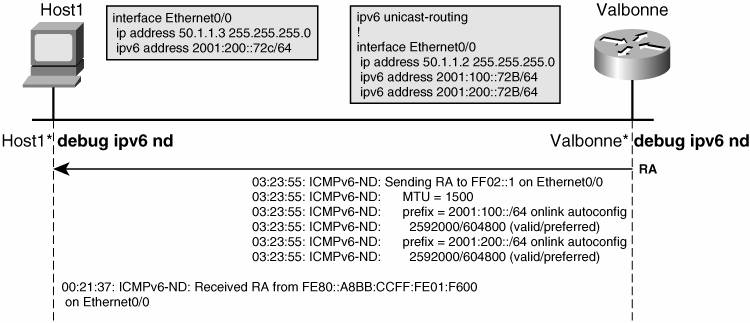 Host1
interface Ethernet0/0
ip address 50.1.1.3 255.255.255.0
ipv6 address 2001:200::72c/64
ipv6 unicast-routing
!
interface Ethernet0/0
ip address 50.1.1.2 255.255.255.0
ipv6 address 2001:100::72B/64
ipv6 address 2001:200::72B/64
Valbonne
Host1* debug ipv6 nd
Valbonne* debug ipv6 nd
RA
03:23:55: ICMPv6-ND: Sending RA to FF02::1 on Ethernet0/0
03:23:55: ICMPv6-ND: MTU = 1500
03:23:55: ICMPv6-ND: prefix = 2001:100::/64 onlink autoconfig
03:23:55: ICMPv6-ND: 2592000/604800 (valid/preferred)
03:23:55: ICMPv6-ND: prefix = 2001:200::/64 onlink autoconfig
03:23:55: ICMPv6-ND: 2592000/604800 (valid/preferred)
00:21:37: ICMPv6-ND: Received RA from FE80::A8BB:CCFF:FE01:F600
on Ethernet0/0